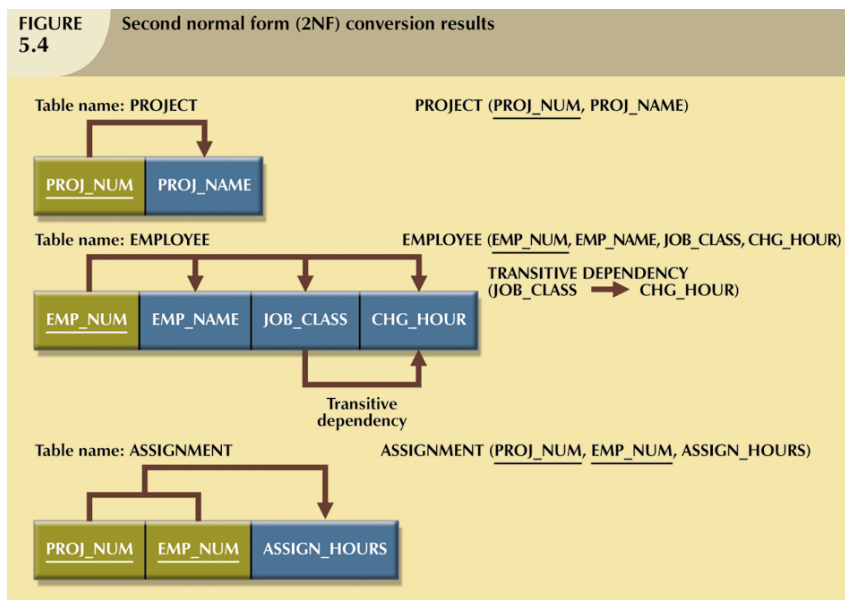 FIGURE
5.4
Second normal form (2NF) conversion results
Table name: PROJECT
PROJECT (PROJ_NUM, PROJ_NAME)
PROJ_NUM PROJ_NAME
Table name: EMPLOYEE
EMPLOYEE (EMP_NUM, EMP_NAME, JOB_CLASS, CHG_HOUR)
TRANSITIVE DEPENDENCY
(JOB_CLASS CHG_HOUR)
EMP_NUM EMP_NAME JOB_CLASS CHG_HOUR
Transitive
dependency
Table name: ASSIGNMENT
ASSIGNMENT (PROJ_NUM, EMP_NUM, ASSIGN_HOURS)
PROJ_NUM EMP_NUM ASSIGN_HOURS